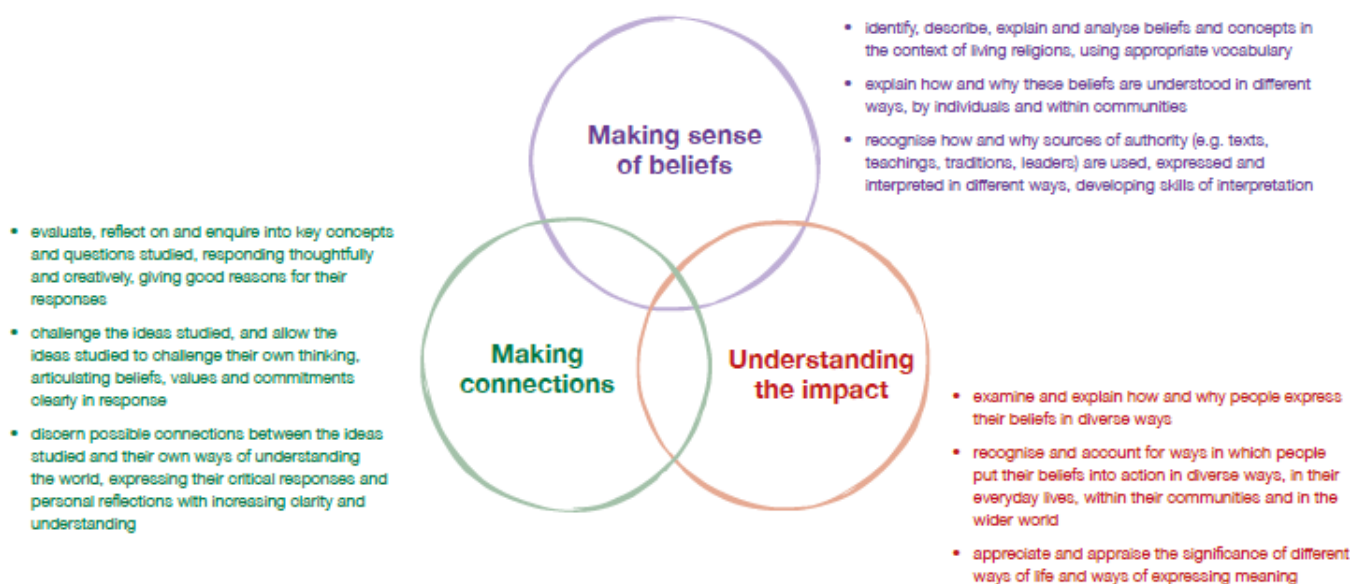 Making sense
of beliefs
• identify, describe, explain and analyse beliefs and concepts in
the context of living religions, using appropriate vocabulary
• explain how and why these beliefs are understood in different
ways, by individuals and within communities
• recognise how and why sources of authority (e.g. texts,
teachings, traditions, leaders) are used, expressed and
interpreted in different ways, developing skills of interpretation
• evaluate, reflect on and enquire into key concepts
and questions studied, responding thoughtfully
and creatively, giving good reasons for their
responses
• challenge the ideas studied, and allow the
ideas studied to challenge their own thinking,
articulating beliefs, values and commitments
clearly in response
• discern possible connections between the ideas
studied and their own ways of understanding
the world, expressing their critical responses and
personal reflections with increasing clarity and
understanding
Making
connections
Understanding
the impact
• examine and explain how and why people express
their beliefs in diverse ways
• recognise and account for ways in which people
put their beliefs into action in diverse ways, in their
everyday lives, within their communities and in the
wider world
• appreciate and appraise the significance of different
ways of life and ways of expressing meaning